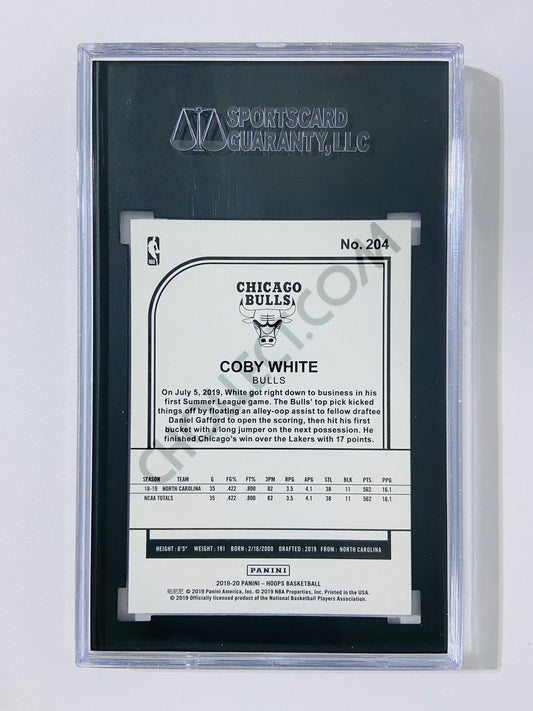 SPORTSCARD
GUARANTY, LLC
No. 204
CHICAGO
BULLS
COBY WHITE
BULLS
On July 5, 2019, White got right down to business in his
first Summer League game. The Bulls' top pick kicked
things off by floating an alley-oop assist to fellow draftee
Daniel Gafford to open the scoring, then hit his first
bucket with a long jumper on the next possession. He
finished Chicago's win over the Lakers with 17 points.
SEASON TEAM G FG% FT% 3PM RPG APG STL BLK PTS PPG
18-19 NORTH CAROLINA 35 .422 .800 82 3.5 4.1 38 11 562 16.1
NCAA TOTALS 35 .422 .800 82 3.5 4.1 38 11 562 16.1
HEIGHT: 6'5" WEIGHT: 191 BORN: 2/16/2000 DRAFTED: 2019 FROM: NORTH CAROLINA
PANINI
2019-20 PANINI – HOOPS BASKETBALL
帕尼尼 © 2019 Panini America, Inc. © 2019 NBA Properties, Inc. Printed in the USA.
© 2019 Officially licensed product of the National Basketball Players Association.